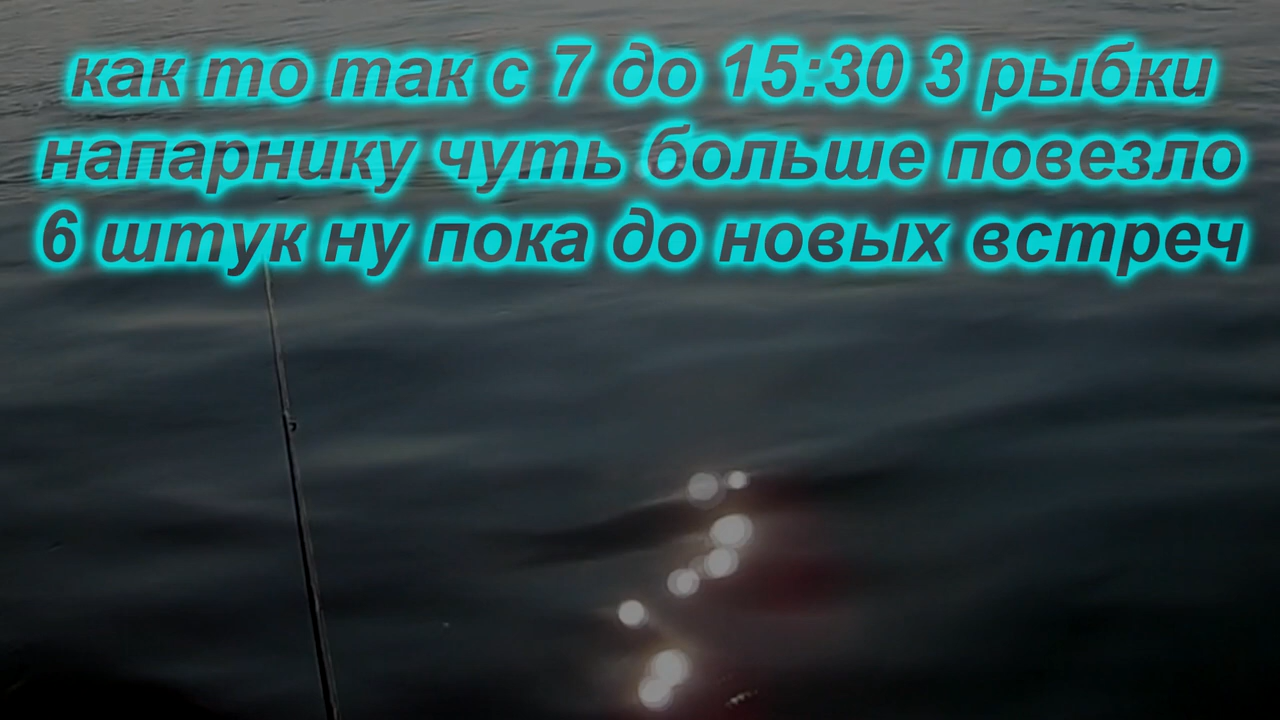 как то так с 7 до 15:30 3 рыбки
напарнику чуть больше повезло
6 штук ну пока до новых встреч